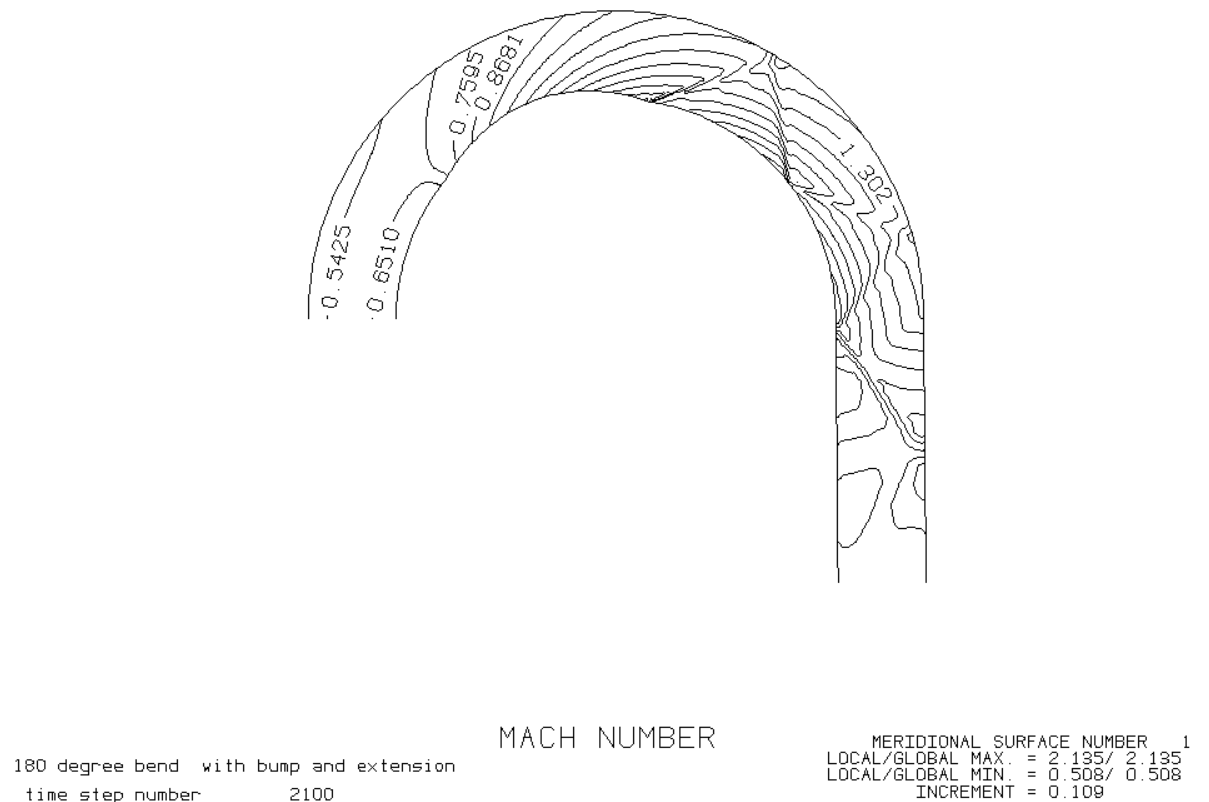 0.7595
0.8681
1.302
0.5425
0.6510
MACH NUMBER
MERIDIONAL SURFACE NUMBER 1
LOCAL/GLOBAL MAX. = 2.135/ 2.135
LOCAL/GLOBAL MIN. = 0.508/ 0.508
INCREMENT = 0.109
180 degree bend with bump and extension
time step number 2100